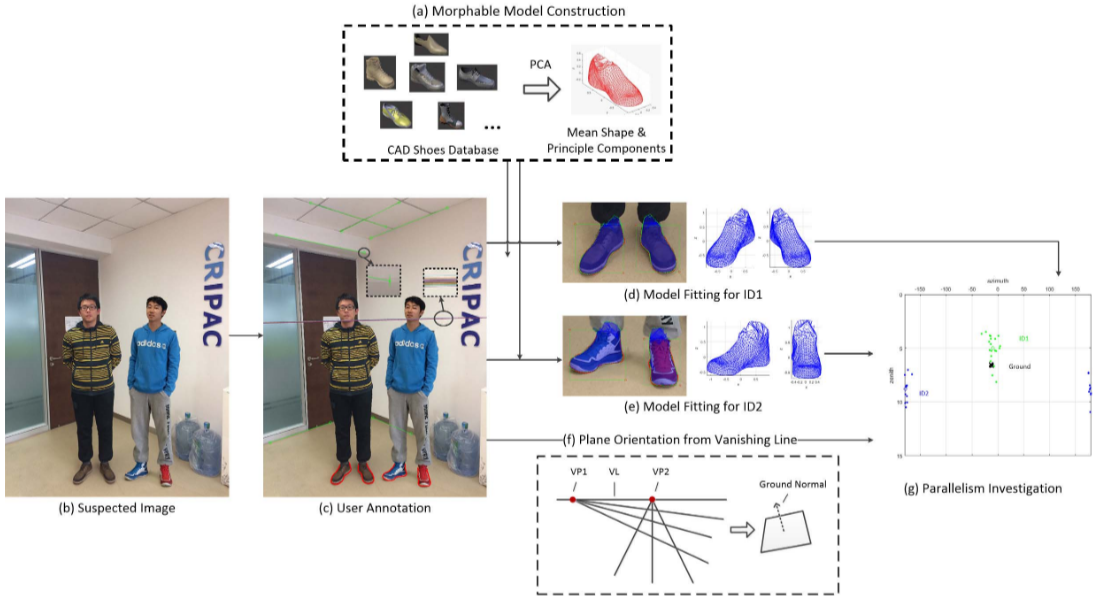 (a) Morphable Model Construction
PCA
Mean Shape &
Principle Components
CAD Shoes Database
...
CRIPAC
adidas
CRIPAC
adidas
(b) Suspected Image
(c) User Annotation
(d) Model Fitting for ID1
(e) Model Fitting for ID2
(f) Plane Orientation from Vanishing Line
VP1
VL
VP2
Ground Normal
azimuth
-150
-100
-50
0
50
100
0
5
10
15
zenith
ID1
Ground
ID2
(g) Parallelism Investigation